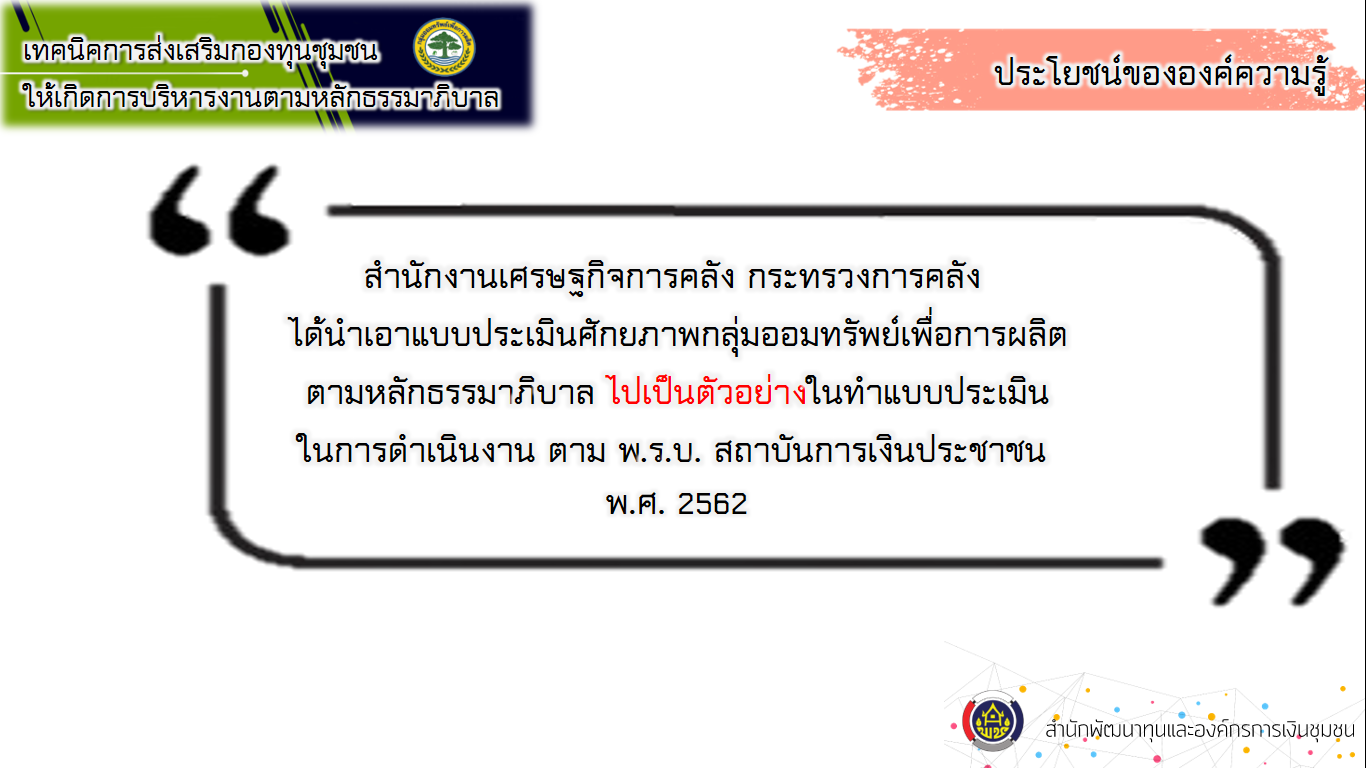 เทคนิคการส่งเสริมกองทุนชุมชน
ให้เกิดการบริหารงานตามหลักธรรมาภิบาล
ประโยชน์ขององค์ความรู้
สำนักงานเศรษฐกิจการคลัง กระทรวงการคลัง
ได้นำเอาแบบประเมินศักยภาพกลุ่มออมทรัพย์เพื่อการผลิต
ตามหลักธรรมาภิบาล ไปเป็นตัวอย่างในทำแบบประเมิน
ในการดำเนินงาน ตาม พ.ร.บ. สถาบันการเงินประชาชน
พ.ศ. 2562
สำนักพัฒนาทุนและองค์กรการเงินชุมชน